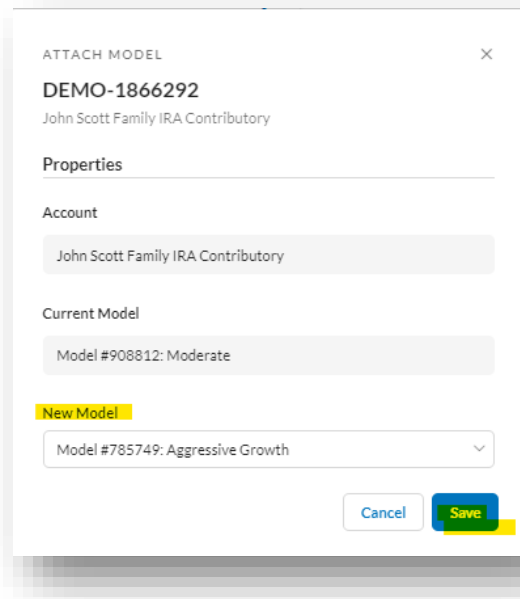 ATTACH MODEL
DEMO-1866292
John Scott Family IRA Contributory
Properties
Account
John Scott Family IRA Contributory
Current Model
Model #908812: Moderate
New Model
Model #785749: Aggressive Growth
Cancel Save